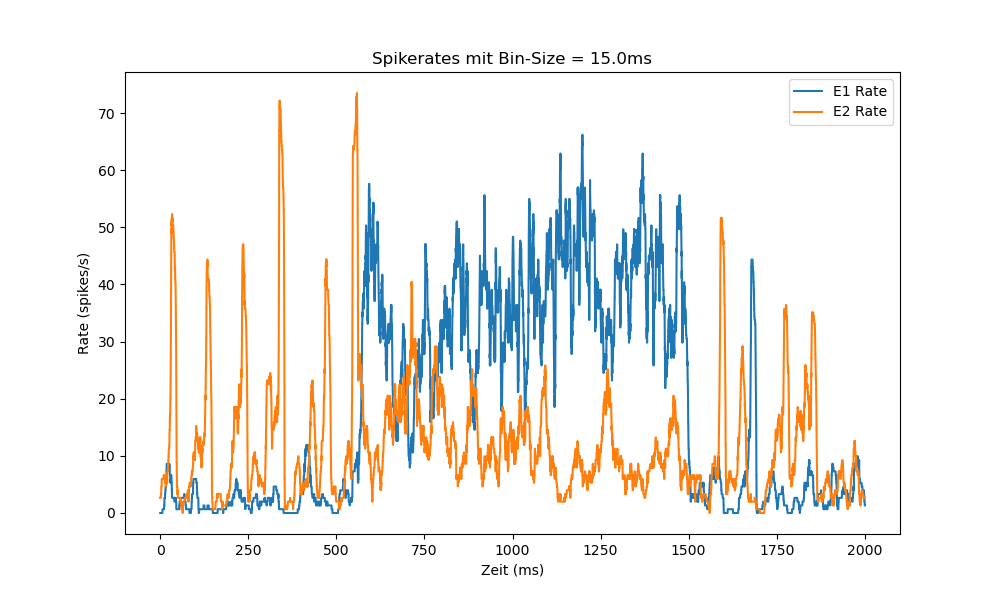 Spikerates mit Bin-Size = 15.0ms
E1 Rate
E2 Rate
Rate (spikes/s)
70
60
50
40
30
20
10
0
0 250 500 750 1000 1250 1500 1750 2000
Zeit (ms)